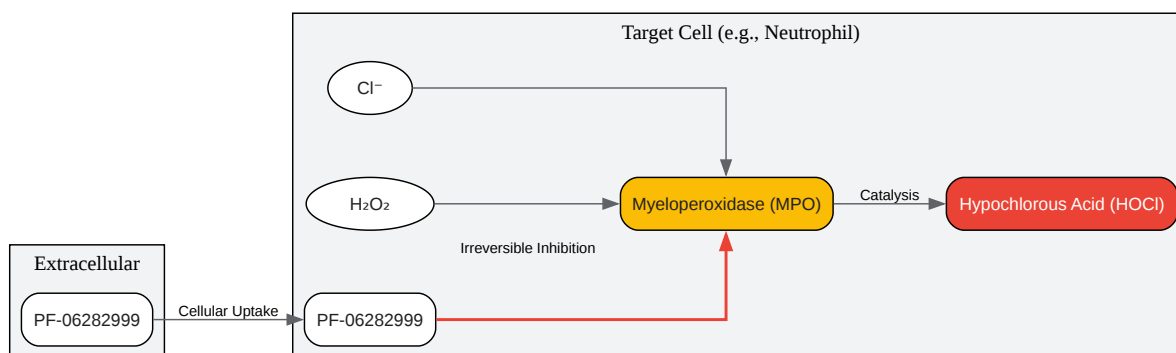 Target Cell (e.g., Neutrophil)
Cl⁻
H₂O₂
Myeloperoxidase (MPO)
Catalysis
Hypochlorous Acid (HOCl)
Irreversible Inhibition
Extracellular
PF-06282999
Cellular Uptake
PF-06282999